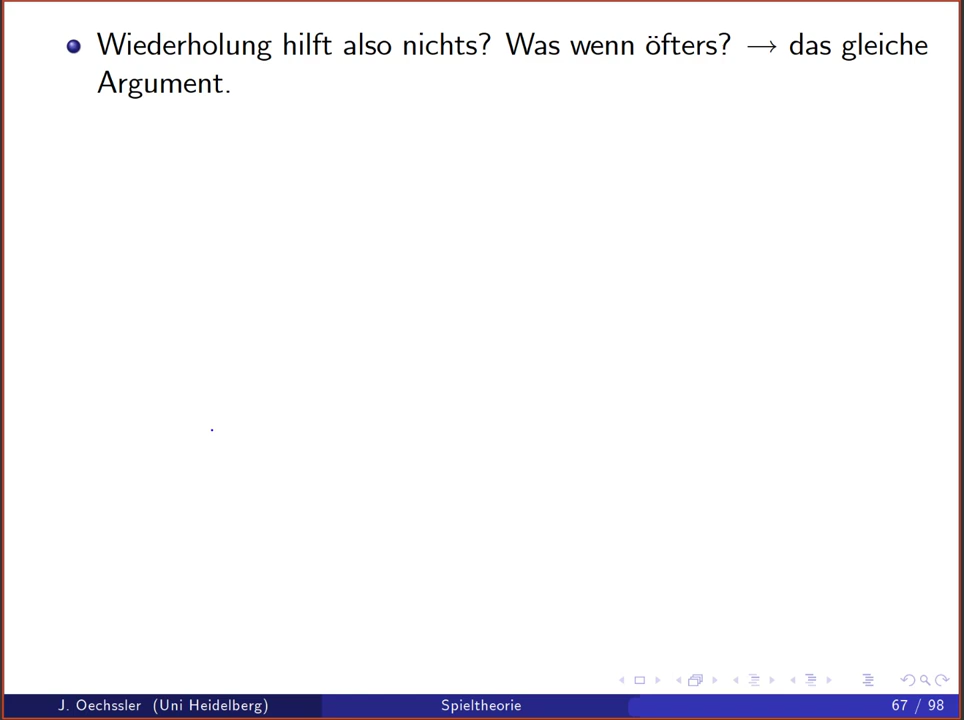 Wiederholung hilft also nichts? Was wenn öfters? → das gleiche
Argument.
J. Oechssler (Uni Heidelberg) Spieltheorie 67 / 98